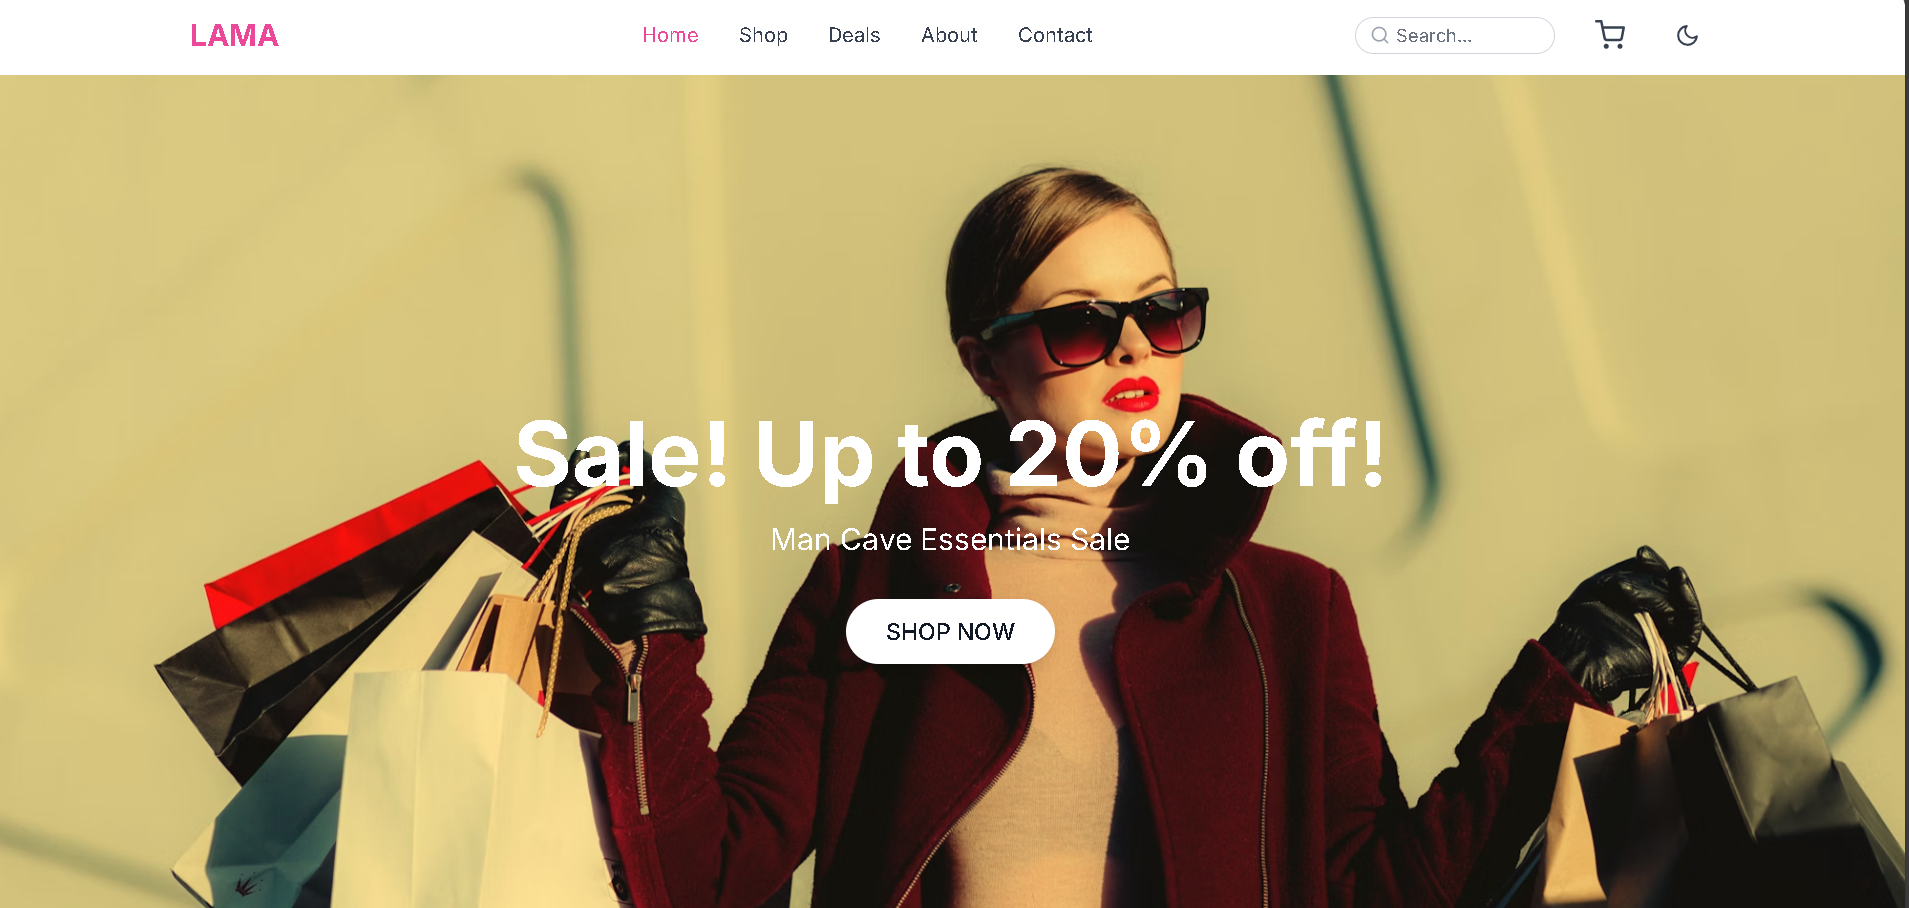 LAMA
Home Shop Deals About Contact
Search...
Sale! Up to 20% off!
Man Cave Essentials Sale
SHOP NOW